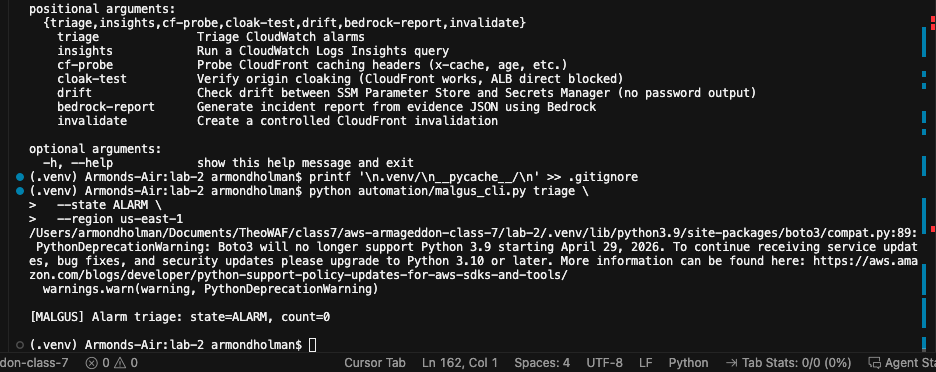 positional arguments:
  {triage,insights,cf-probe,cloak-test,drift,bedrock-report,invalidate}
    triage              Triage CloudWatch alarms
    insights            Run a CloudWatch Logs Insights query
    cf-probe            Probe CloudFront caching headers (x-cache, age, etc.)
    cloak-test          Verify origin cloaking (CloudFront works, ALB direct blocked)
    drift               Check drift between SSM Parameter Store and Secrets Manager (no password output)
    bedrock-report      Generate incident report from evidence JSON using Bedrock
    invalidate          Create a controlled CloudFront invalidation

optional arguments:
  -h, --help            show this help message and exit
(.venv) Armonds-Air:lab-2 armondholman$ printf '\n.venv/\n__pycache__/\n' >> .gitignore
(.venv) Armonds-Air:lab-2 armondholman$ python automation/malgus_cli.py triage \
>   --state ALARM \
>   --region us-east-1
/Users/armondholman/Documents/TheoWAF/class7/aws-armageddon-class-7/lab-2/.venv/lib/python3.9/site-packages/boto3/compat.py:89:
 PythonDeprecationWarning: Boto3 will no longer support Python 3.9 starting April 29, 2026. To continue receiving service updat
es, bug fixes, and security updates please upgrade to Python 3.10 or later. More information can be found here: https://aws.ama
zon.com/blogs/developer/python-support-policy-updates-for-aws-sdks-and-tools/
  warnings.warn(warning, PythonDeprecationWarning)

[MALGUS] Alarm triage: state=ALARM, count=0

(.venv) Armonds-Air:lab-2 armondholman$
don-class-7 0 0 Cursor Tab Ln 162, Col 1 Spaces: 4 UTF-8 LF Python Tab Stats: 0/0 (0%) Agent Sta